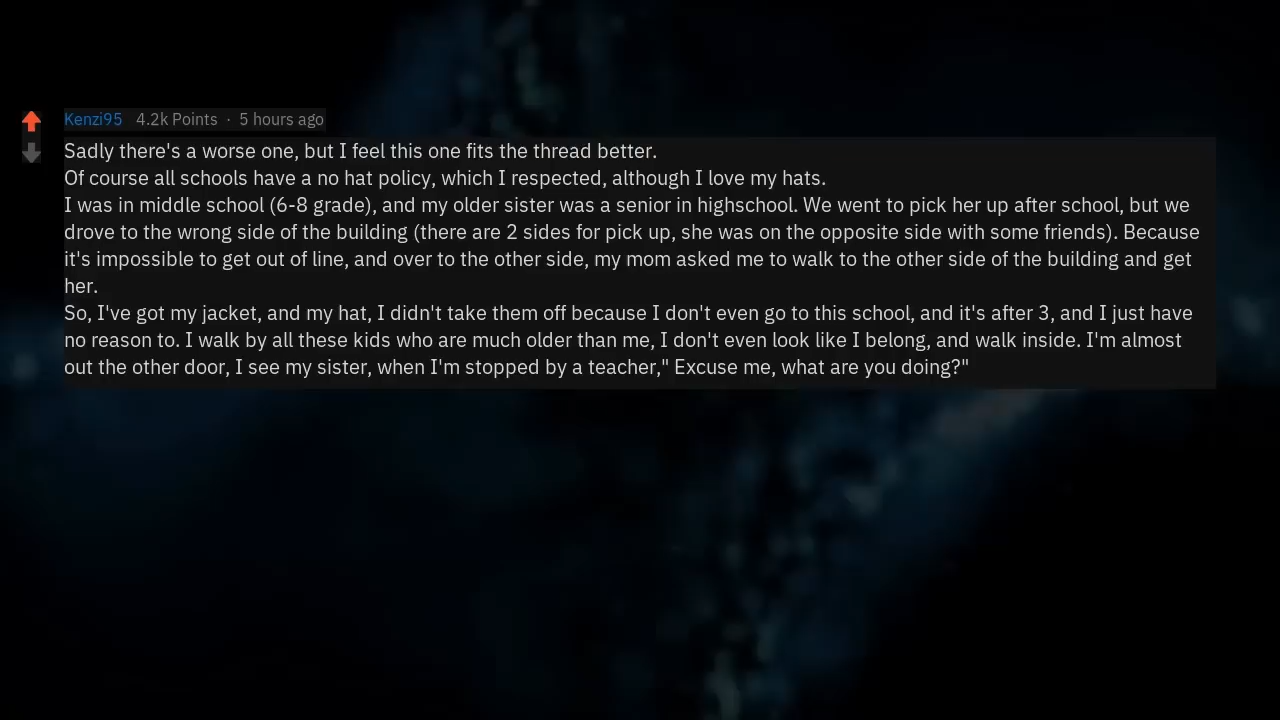 Kenzi95 4.2k Points · 5 hours ago
Sadly there's a worse one, but I feel this one fits the thread better.
Of course all schools have a no hat policy, which I respected, although I love my hats.
I was in middle school (6-8 grade), and my older sister was a senior in highschool. We went to pick her up after school, but we
drove to the wrong side of the building (there are 2 sides for pick up, she was on the opposite side with some friends). Because
it's impossible to get out of line, and over to the other side, my mom asked me to walk to the other side of the building and get
her.
So, I've got my jacket, and my hat, I didn't take them off because I don't even go to this school, and it's after 3, and I just have
no reason to. I walk by all these kids who are much older than me, I don't even look like I belong, and walk inside. I'm almost
out the other door, I see my sister, when I'm stopped by a teacher," Excuse me, what are you doing?"